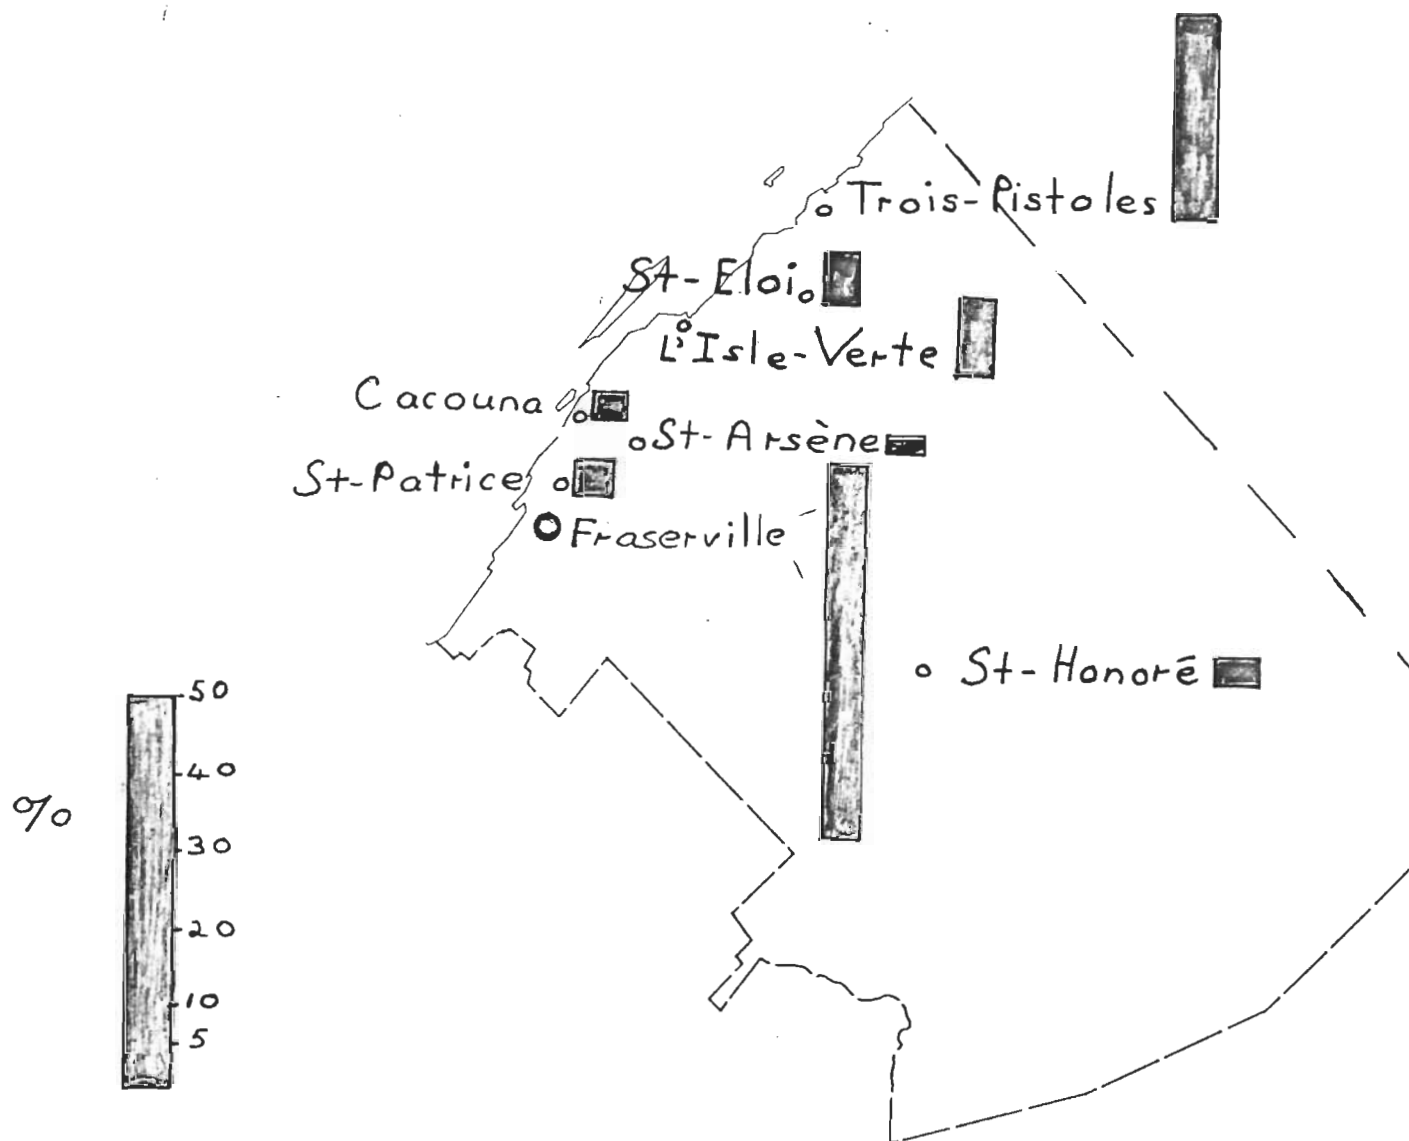 Trois-Pistoles
St-Eloi
L'Isle-Verte
Cacouna
St-Arsène
St-Patrice
Fraserville
St-Honoré
%
50
40
30
20
10
5